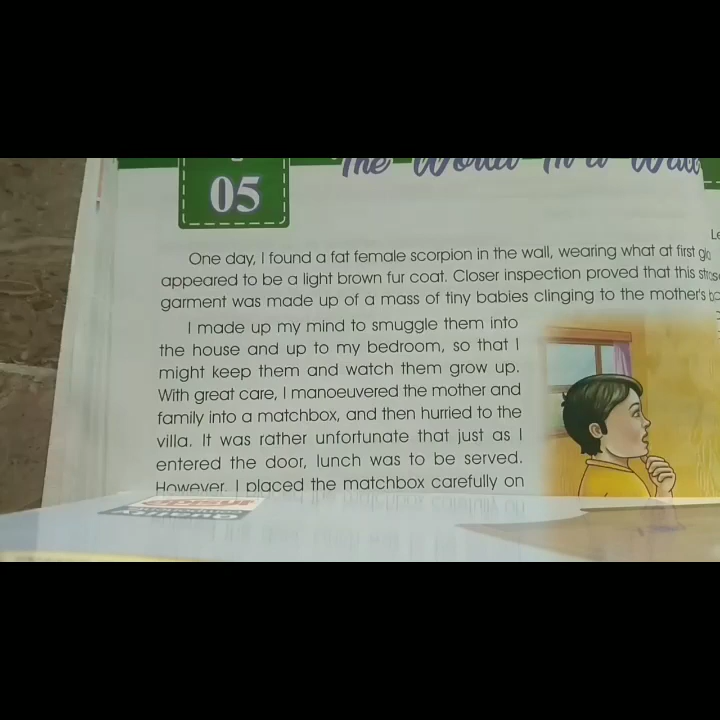 The World in a Wall
05
One day, I found a fat female scorpion in the wall, wearing what at first
appeared to be a light brown fur coat. Closer inspection proved that this
garment was made up of a mass of tiny babies clinging to the mother's
I made up my mind to smuggle them into
the house and up to my bedroom, so that I
might keep them and watch them grow up.
With great care, I manoeuvered the mother and
family into a matchbox, and then hurried to the
villa. It was rather unfortunate that just as I
entered the door, lunch was to be served.
However, I placed the matchbox carefully on